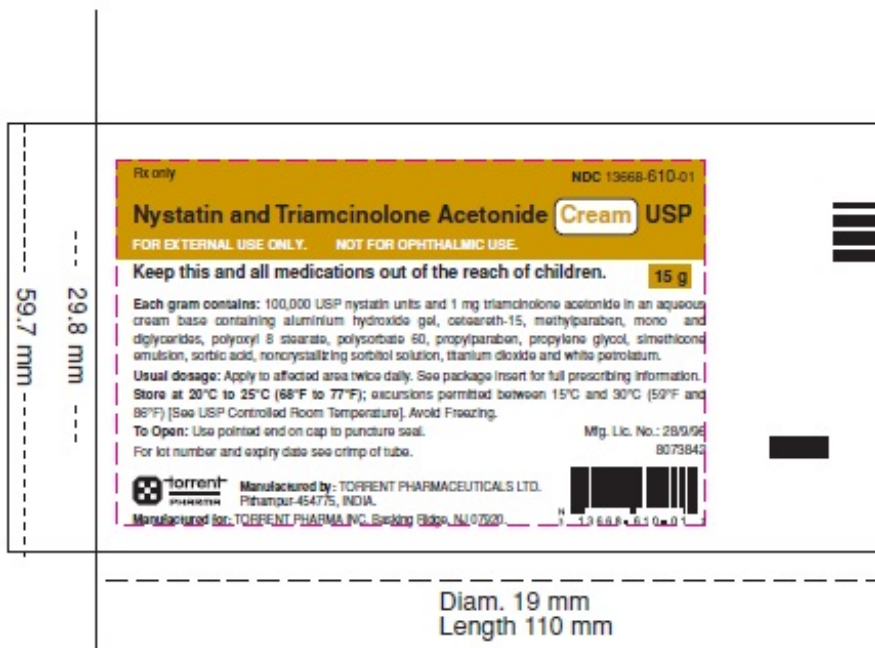 Rx only
NDC 13668-610-01
Nystatin and Triamcinolone Acetonide Cream USP
FOR EXTERNAL USE ONLY. NOT FOR OPHTHALMIC USE.
Keep this and all medications out of the reach of children.
15 g
Each gram contains: 100,000 USP nystatin units and 1 mg triamcinolone acetonide in an aqueous
cream base containing aluminium hydroxide gel, ceteareth-15, methylparaben, mono and
diglycerides, polyoxyl 8 stearate, polysorbate 60, propylparaben, propylene glycol, simethicone
emulsion, sorbic acid, noncrystallizing sorbitol solution, titanium dioxide and white petrolatum.
Usual dosage: Apply to affected area twice daily. See package insert for full prescribing information.
Store at 20°C to 25°C (68°F to 77°F); excursions permitted between 15°C and 30°C (59°F and
86°F) [See USP Controlled Room Temperature]. Avoid Freezing.
To Open: Use pointed end on cap to puncture seal.
Mfg. Lic. No.: 28/9/96
For lot number and expiry date see crimp of tube.
8073842
torrent
PHARMA
Manufactured by: TORRENT PHARMACEUTICALS LTD.
Pithampur-454775, INDIA.
Manufactured for: TORRENT PHARMA INC. Basking Ridge, NJ 07920.
N
3 13668-610-01 1
59.7 mm
29.8 mm
Diam. 19 mm
Length 110 mm